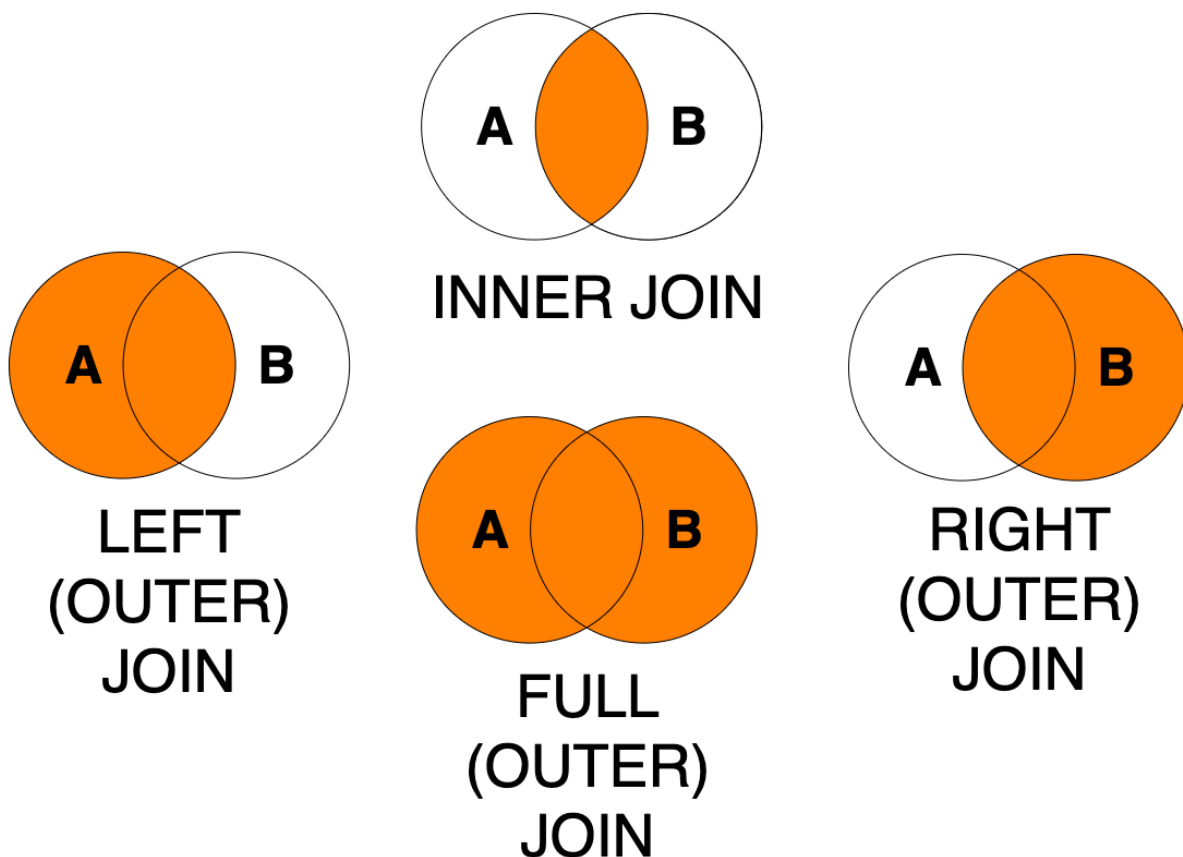 A B
INNER JOIN
A B
LEFT
(OUTER)
JOIN
A B
FULL
(OUTER)
JOIN
A B
RIGHT
(OUTER)
JOIN